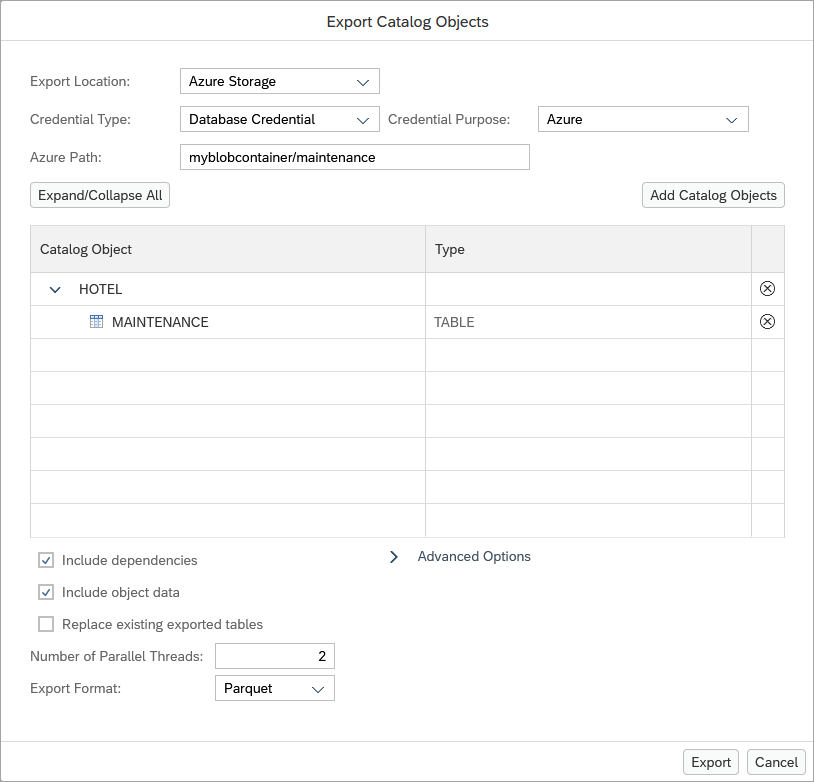 Export Catalog Objects
Export Location: Azure Storage
Credential Type: Database Credential Credential Purpose: Azure
Azure Path: myblobcontainer/maintenance
Expand/Collapse All Add Catalog Objects
Catalog Object Type
HOTEL
MAINTENANCE TABLE
Include dependencies Advanced Options
Include object data
Replace existing exported tables
Number of Parallel Threads: 2
Export Format: Parquet
Export Cancel